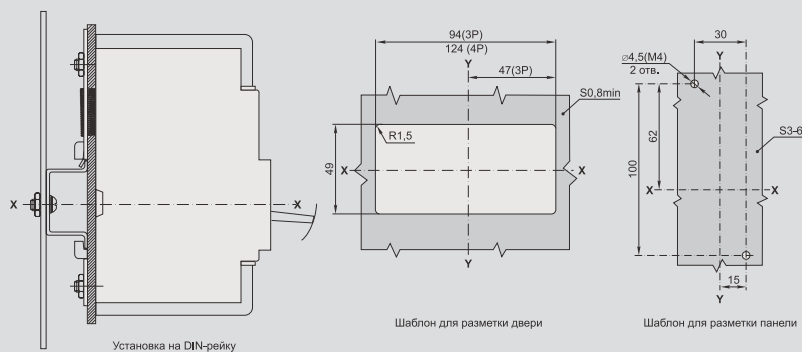 X
X
Установка на DIN-рейку
94(3P)
124 (4P)
Y
47(3P)
S0,8min
R1,5
49
X
X
Y
Шаблон для разметки двери
30
Y
⌀4,5(M4)
2 отв.
S3-6
62
100
X
X
15
Y
Шаблон для разметки панели